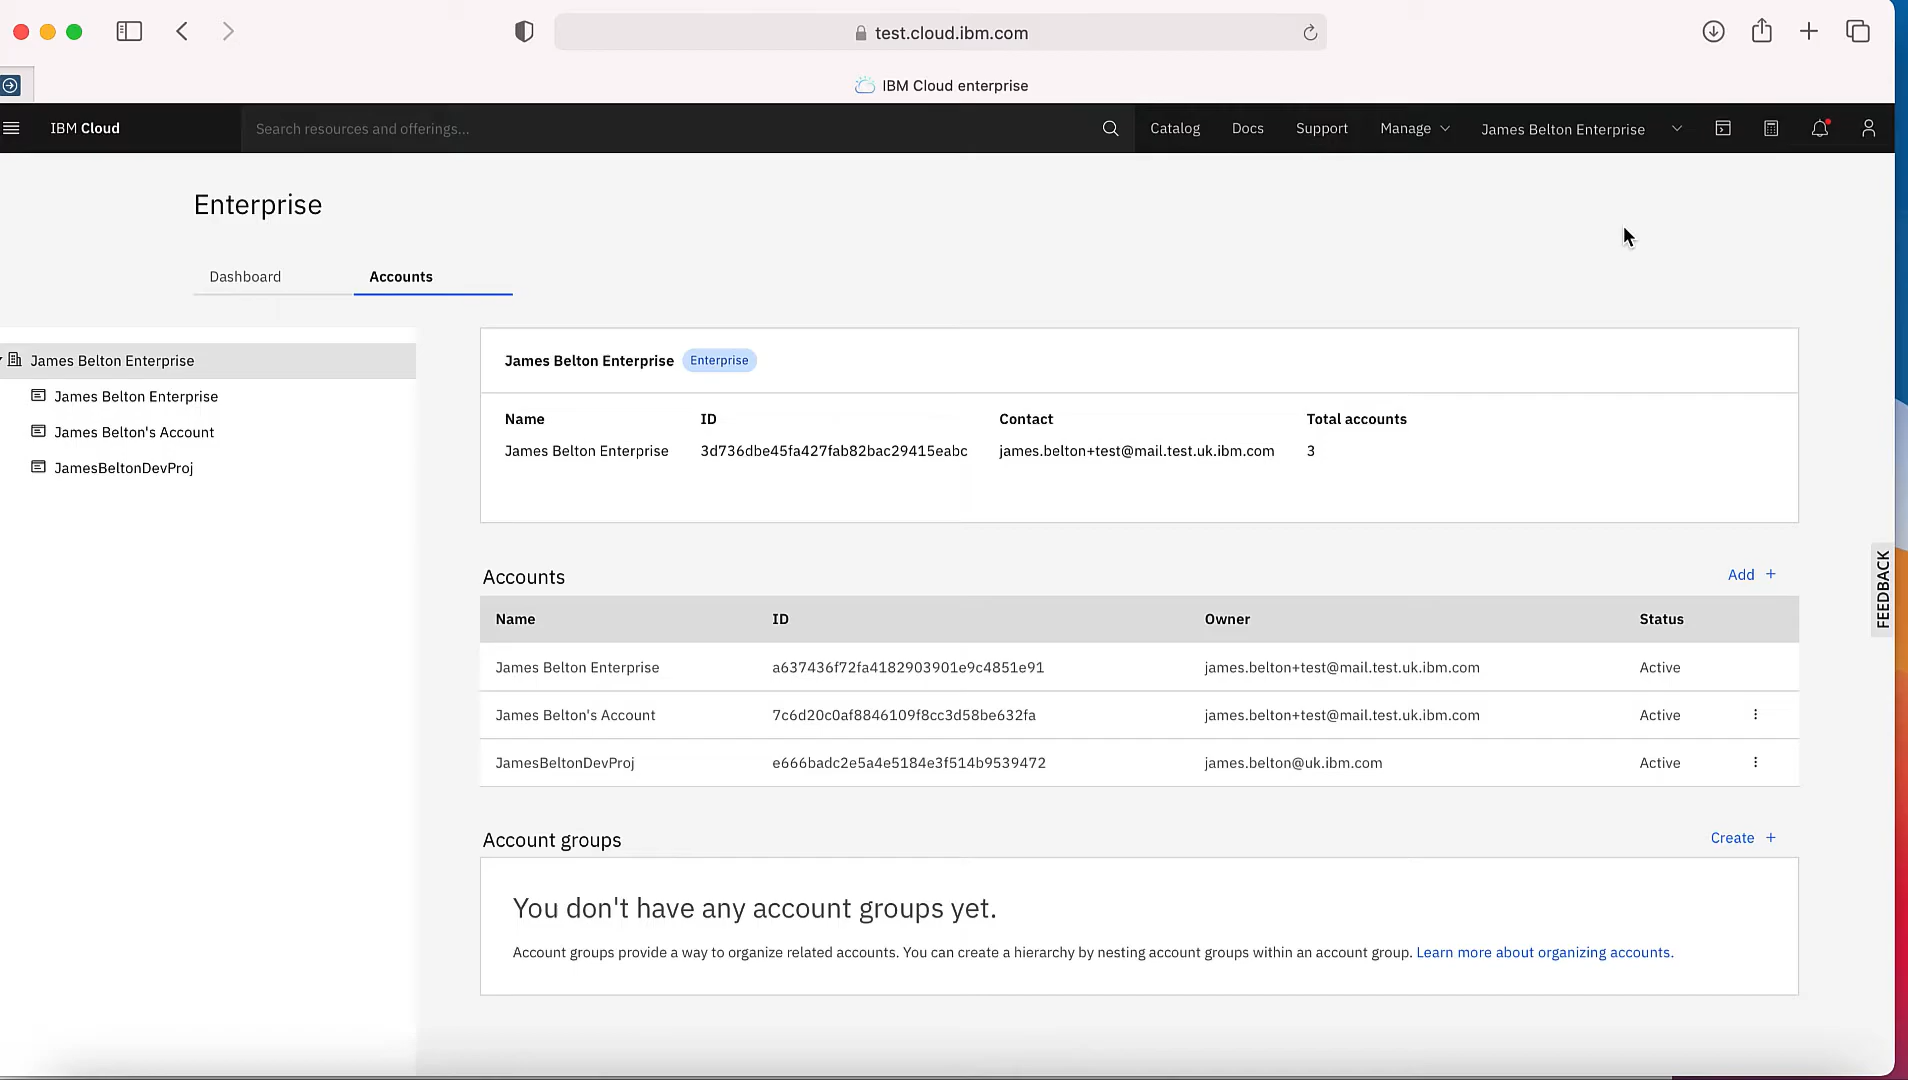 test.cloud.ibm.com
IBM Cloud enterprise
IBM Cloud
Search resources and offerings...
Catalog Docs Support Manage James Belton Enterprise
Enterprise
Dashboard Accounts
James Belton Enterprise
James Belton Enterprise
James Belton's Account
JamesBeltonDevProj
James Belton Enterprise Enterprise
Name ID Contact Total accounts
James Belton Enterprise 3d736dbe45fa427fab82bac29415eabc james.belton+test@mail.test.uk.ibm.com 3
Accounts Add +
Name ID Owner Status
James Belton Enterprise a637436f72fa4182903901e9c4851e91 james.belton+test@mail.test.uk.ibm.com Active
James Belton's Account 7c6d20c0af8846109f8cc3d58be632fa james.belton+test@mail.test.uk.ibm.com Active
JamesBeltonDevProj e666badc2e5a4e5184e3f514b9539472 james.belton@uk.ibm.com Active
Account groups Create +
You don't have any account groups yet.
Account groups provide a way to organize related accounts. You can create a hierarchy by nesting account groups within an account group. Learn more about organizing accounts.
FEEDBACK